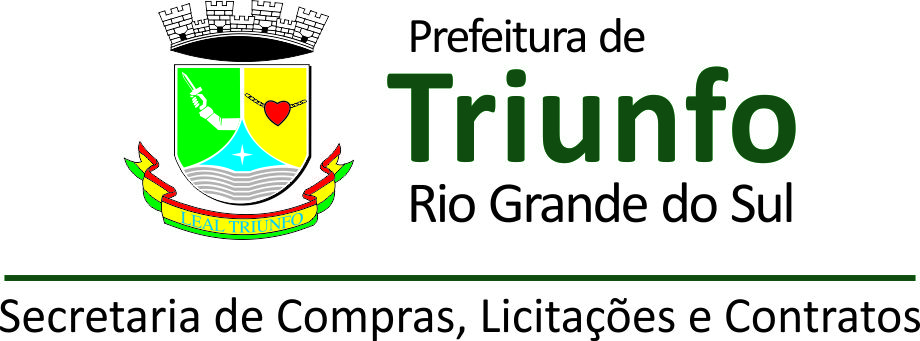 Prefeitura de
Triunfo
Rio Grande do Sul
LEAL TRIUNFO
Secretaria de Compras, Licitações e Contratos